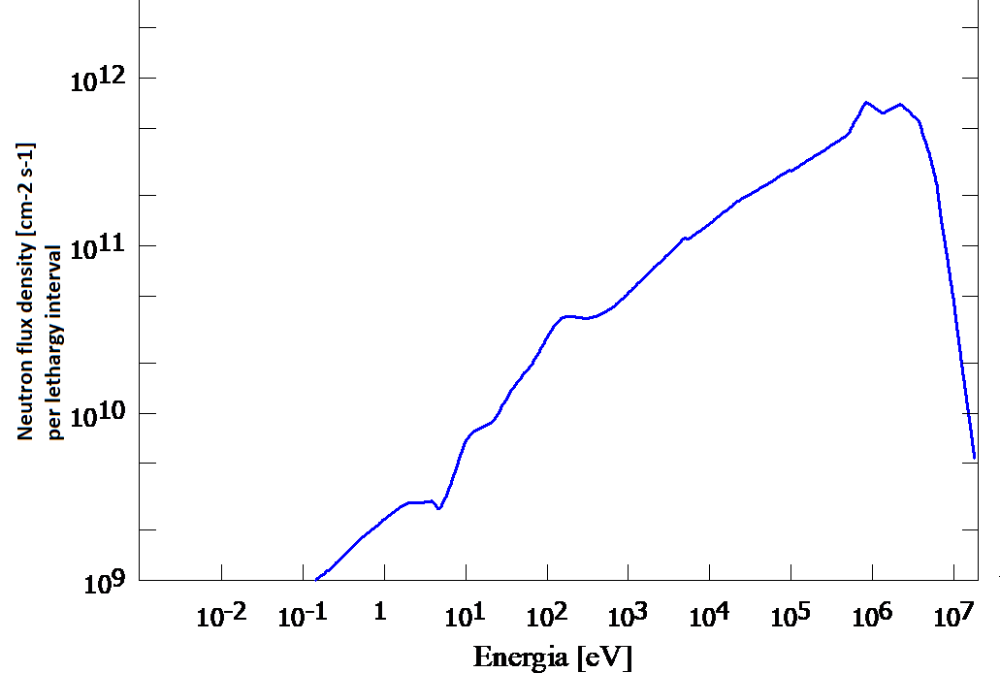 Neutron flux density [cm-2 s-1]
per lethargy interval
10¹²
10¹¹
10¹⁰
10⁹
10⁻² 10⁻¹ 1 10¹ 10² 10³ 10⁴ 10⁵ 10⁶ 10⁷
Energia [eV]